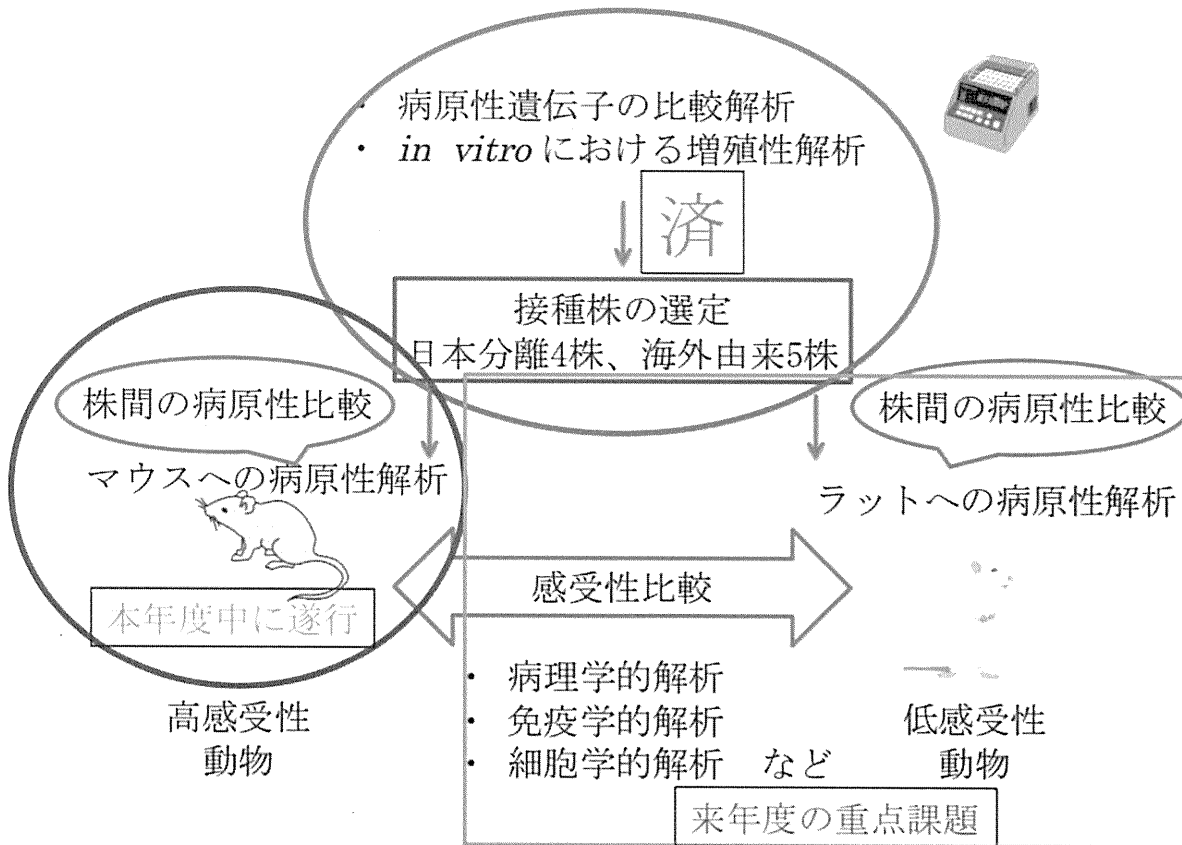 ・ 病原性遺伝子の比較解析
・ in vitro における増殖性解析
済
接種株の選定
日本分離4株、海外由来5株
株間の病原性比較
マウスへの病原性解析
本年度中に遂行
高感受性
動物
株間の病原性比較
ラットへの病原性解析
感受性比較
・ 病理学的解析
・ 免疫学的解析
・ 細胞学的解析 など
低感受性
動物
来年度の重点課題